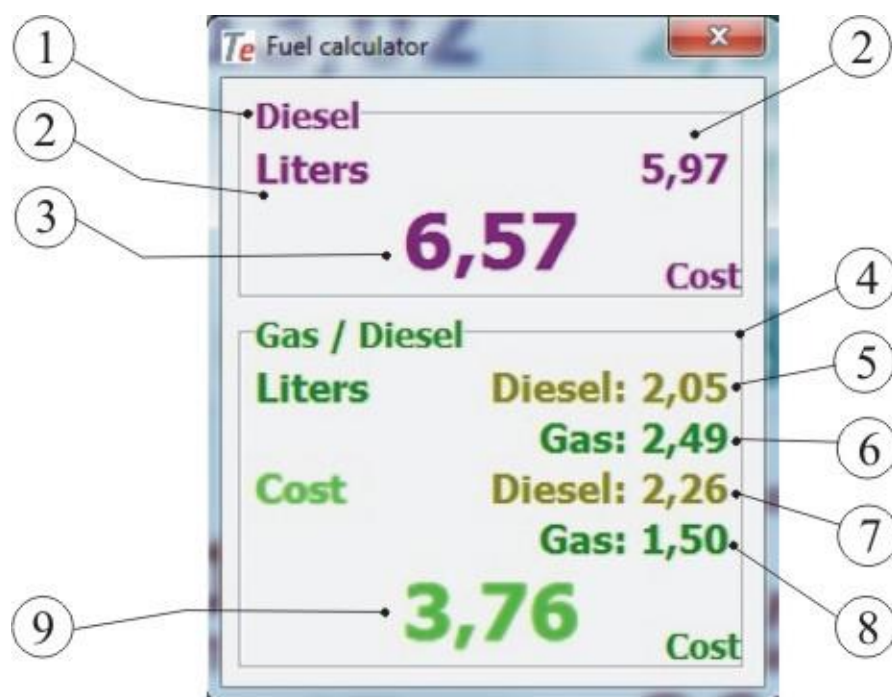 1
Te Fuel calculator
2
Diesel
2
Liters 5,97
3
6,57
Cost
4
Gas / Diesel
Liters Diesel: 2,05
5
Gas: 2,49
6
Cost Diesel: 2,26
7
Gas: 1,50
8
9
3,76
Cost